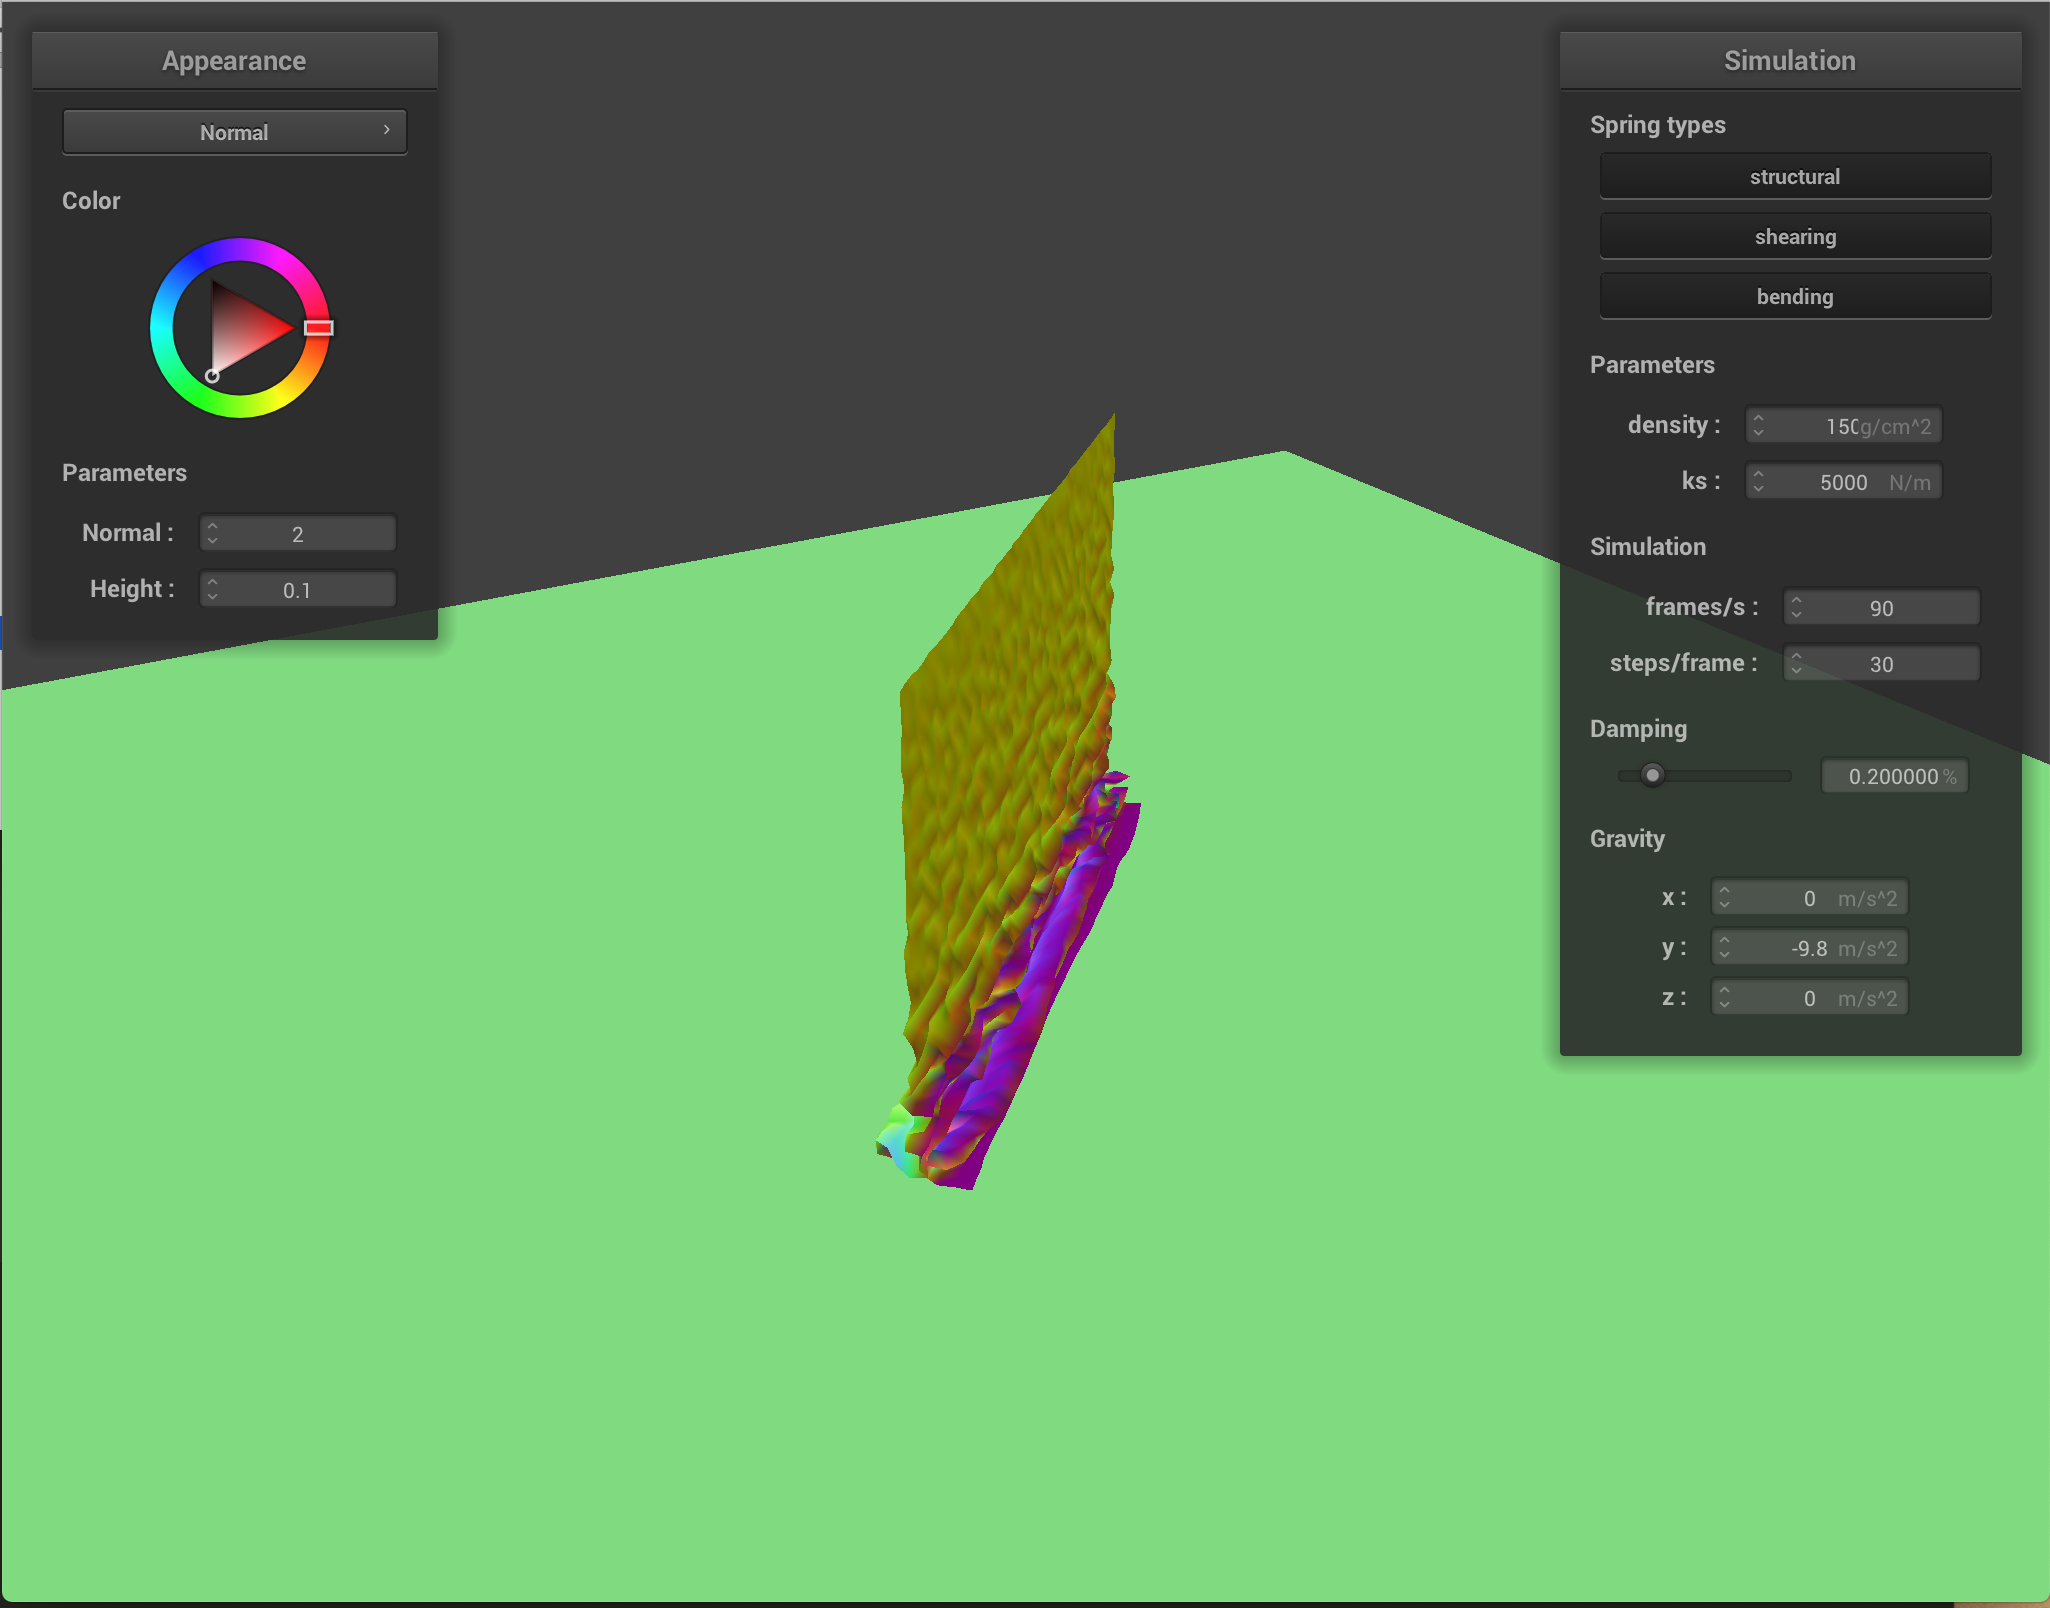 Appearance
Normal
Color
Parameters
Normal : 2
Height : 0.1
Simulation
Spring types
structural
shearing
bending
Parameters
density : 150 g/cm^2
ks : 5000 N/m
Simulation
frames/s : 90
steps/frame : 30
Damping
0.200000 %
Gravity
x : 0 m/s^2
y : -9.8 m/s^2
z : 0 m/s^2